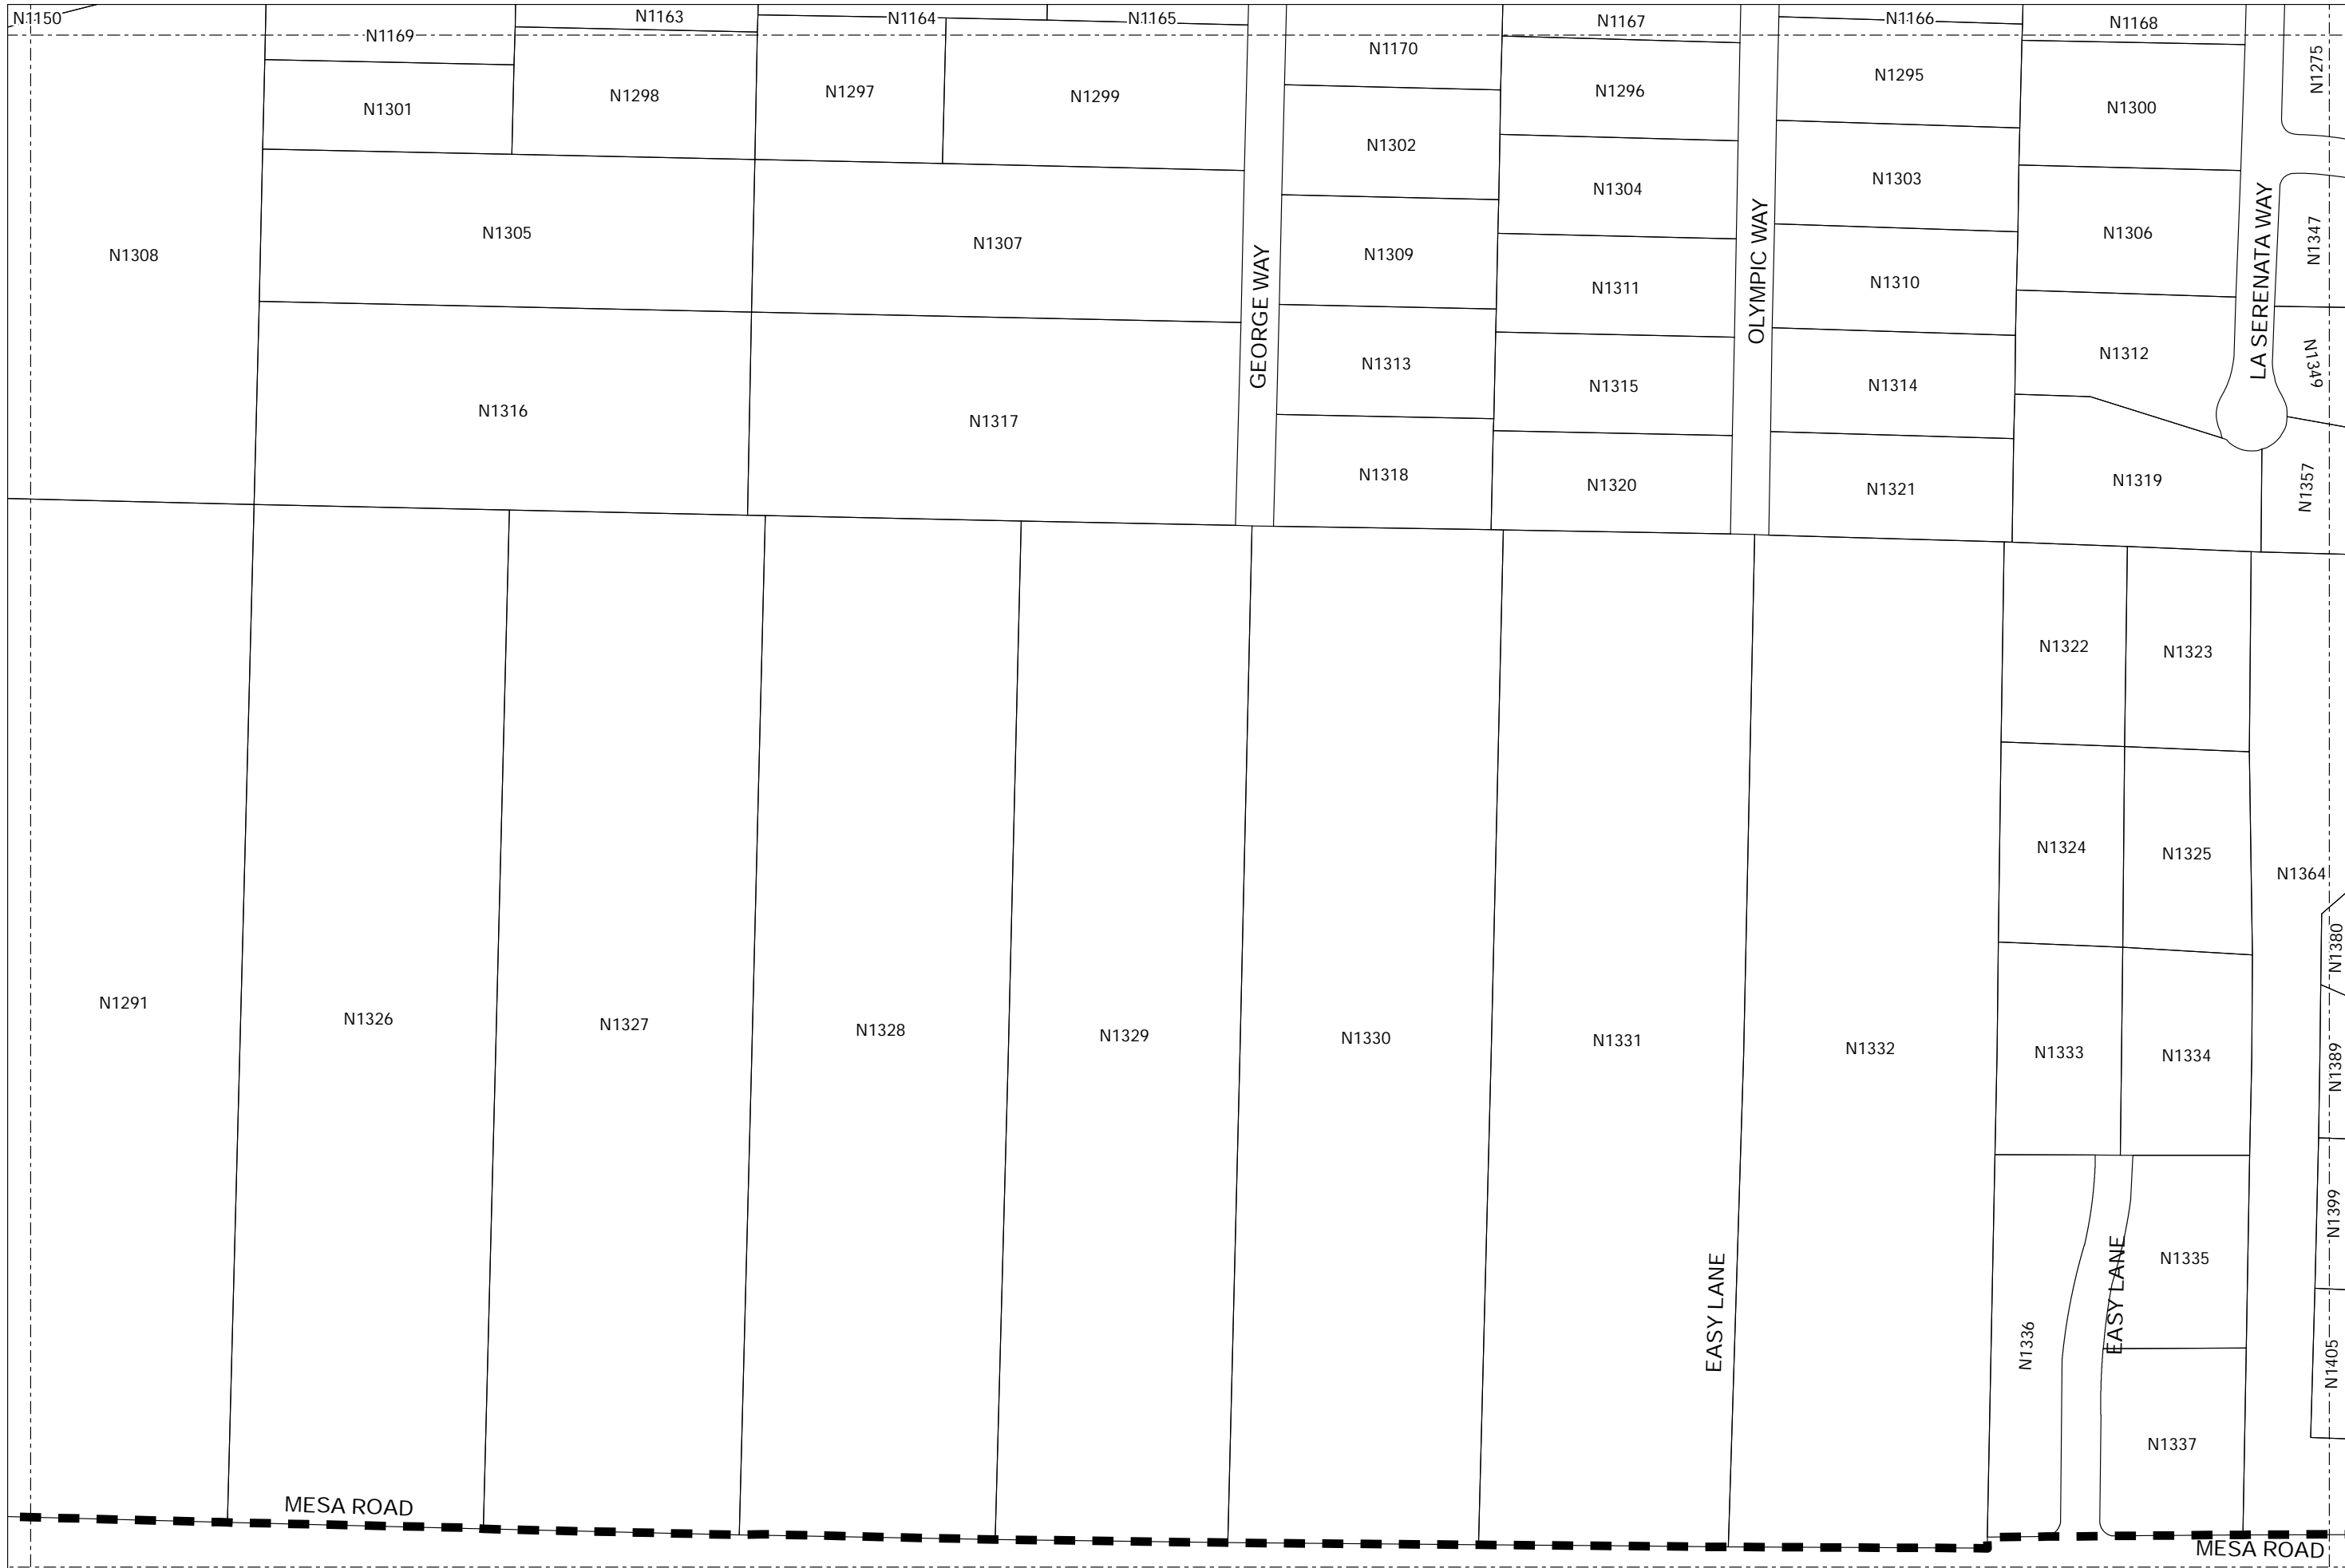 N1150
N1163
N1164
N1165
N1167
N1166
N1168
N1169
N1170
N1275
N1295
N1296
N1297
N1298
N1299
N1300
N1301
N1302
N1303
N1304
N1305
N1306
N1307
N1308
N1309
N1310
N1311
N1347
GEORGE WAY
OLYMPIC WAY
LA SERENATA WAY
N1312
N1313
N1314
N1315
N1349
N1316
N1317
N1318
N1319
N1320
N1321
N1357
N1322
N1323
N1324
N1325
N1364
N1380
N1291
N1326
N1327
N1328
N1329
N1330
N1331
N1332
N1333
N1334
N1389
N1399
N1335
EASY LANE
EASY LANE
N1336
N1405
N1337
MESA ROAD
MESA ROAD